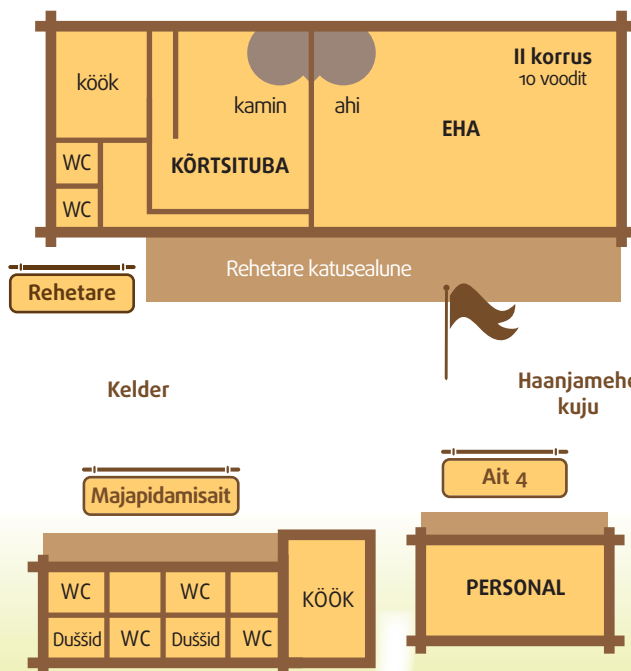 köök
kamin
ahi
II korrus
10 voodit
EHA
WC
KÕRTSITUBA
WC
Rehetare katusealune
Rehetare
Kelder
Haanjamehe
kuju
Majapidamisait
Ait 4
WC
WC
KÖÖK
PERSONAL
Duššid
WC
Duššid
WC